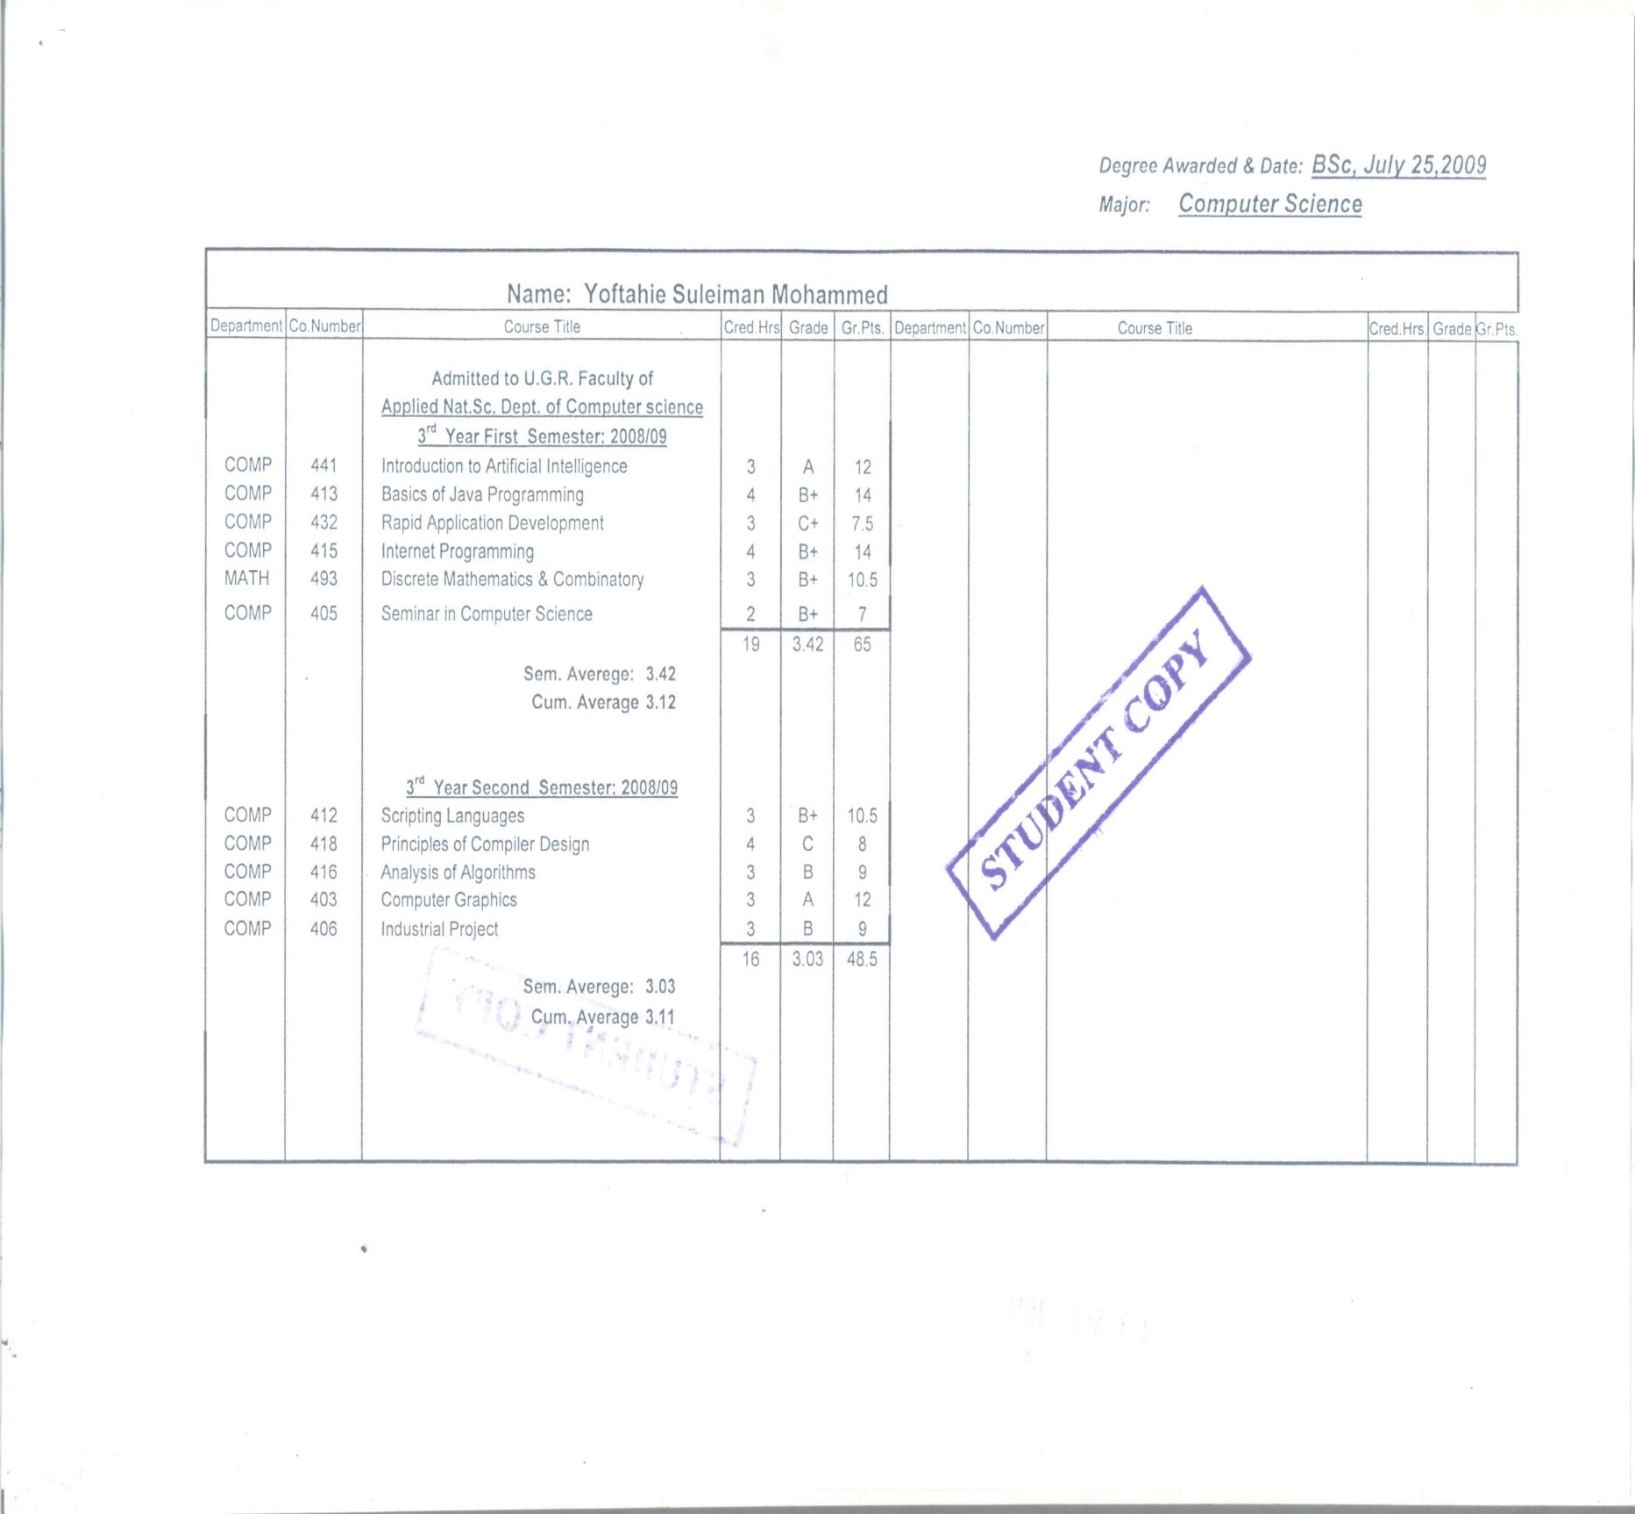 Degree Awarded & Date: BSc, July 25,2009
Major: Computer Science
Name: Yoftahie Suleiman Mohammed
Department Co.Number Course Title Cred.Hrs Grade Gr.Pts. Department Co.Number Course Title Cred.Hrs. Grade Gr.Pts.
Admitted to U.G.R. Faculty of
Applied Nat.Sc. Dept. of Computer science
3rd Year First Semester: 2008/09
COMP 441 Introduction to Artificial Intelligence 3 A 12
COMP 413 Basics of Java Programming 4 B+ 14
COMP 432 Rapid Application Development 3 C+ 7.5
COMP 415 Internet Programming 4 B+ 14
MATH 493 Discrete Mathematics & Combinatory 3 B+ 10.5
COMP 405 Seminar in Computer Science 2 B+ 7
19 3.42 65
Sem. Averege: 3.42
Cum. Average 3.12
3rd Year Second Semester: 2008/09
COMP 412 Scripting Languages 3 B+ 10.5
COMP 418 Principles of Compiler Design 4 C 8
COMP 416 Analysis of Algorithms 3 B 9
COMP 403 Computer Graphics 3 A 12
COMP 406 Industrial Project 3 B 9
16 3.03 48.5
Sem. Averege: 3.03
Cum. Average 3.11
STUDENT COPY
STUDENT COPY